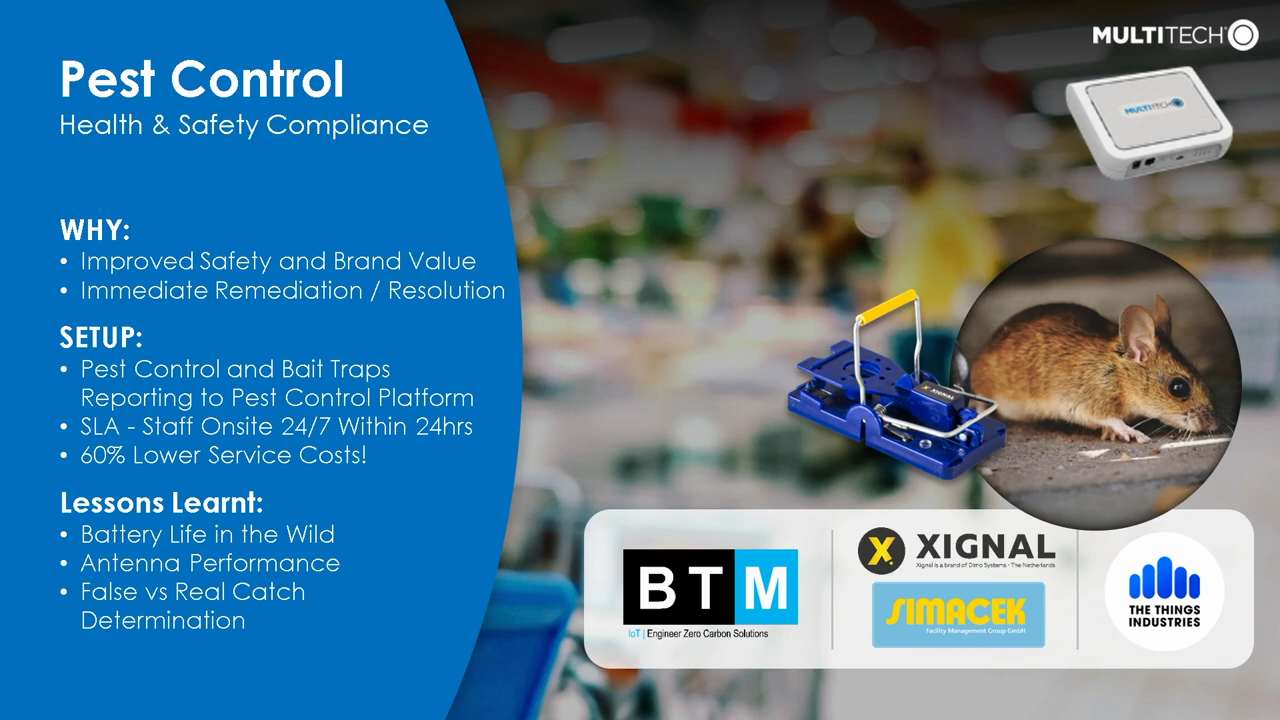 MULTITECH
MULTITECH
Pest Control
Health & Safety Compliance
WHY:
• Improved Safety and Brand Value
• Immediate Remediation / Resolution
SETUP:
• Pest Control and Bait Traps
Reporting to Pest Control Platform
• SLA - Staff Onsite 24/7 Within 24hrs
• 60% Lower Service Costs!
Lessons Learnt:
• Battery Life in the Wild
• Antenna Performance
• False vs Real Catch
Determination
X XIGNAL
BTM
IoT | Engineer Zero Carbon Solutions
X XIGNAL
Xignal is a brand of Dimo Systems - The Netherlands
SIMACEK
Facility Management Group GmbH
THE THINGS
INDUSTRIES